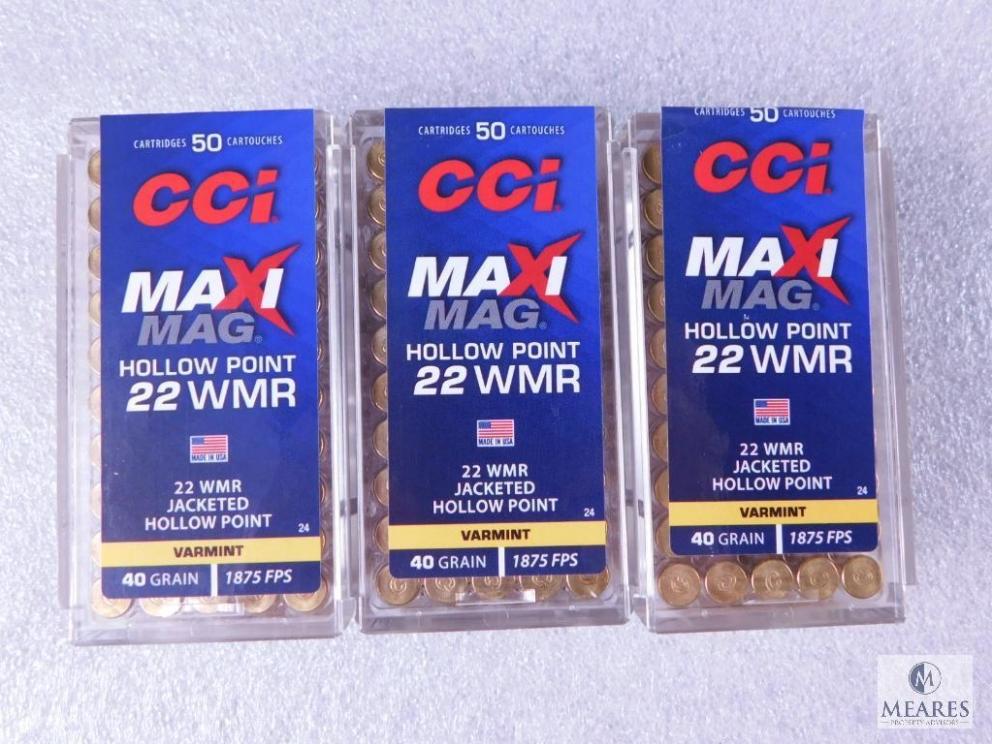 CARTRIDGES 50 CARTOUCHES
CCi
MAXI
MAG®
HOLLOW POINT
22 WMR
MADE IN USA
22 WMR
JACKETED
HOLLOW POINT
24
VARMINT
40 GRAIN 1875 FPS
CARTRIDGES 50 CARTOUCHES
CCi
MAXI
MAG®
HOLLOW POINT
22 WMR
MADE IN USA
22 WMR
JACKETED
HOLLOW POINT
24
VARMINT
40 GRAIN 1875 FPS
CARTRIDGES 50 CARTOUCHES
CCi
MAXI
MAG®
HOLLOW POINT
22 WMR
MADE IN USA
22 WMR
JACKETED
HOLLOW POINT
24
VARMINT
40 GRAIN 1875 FPS
M
MEARES
PROPERTY ADVISORS